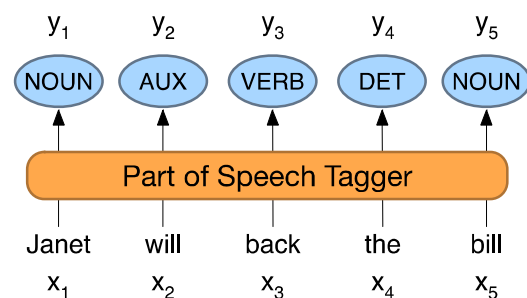 y1 y2 y3 y4 y5
NOUN AUX VERB DET NOUN
Part of Speech Tagger
Janet will back the bill
x1 x2 x3 x4 x5